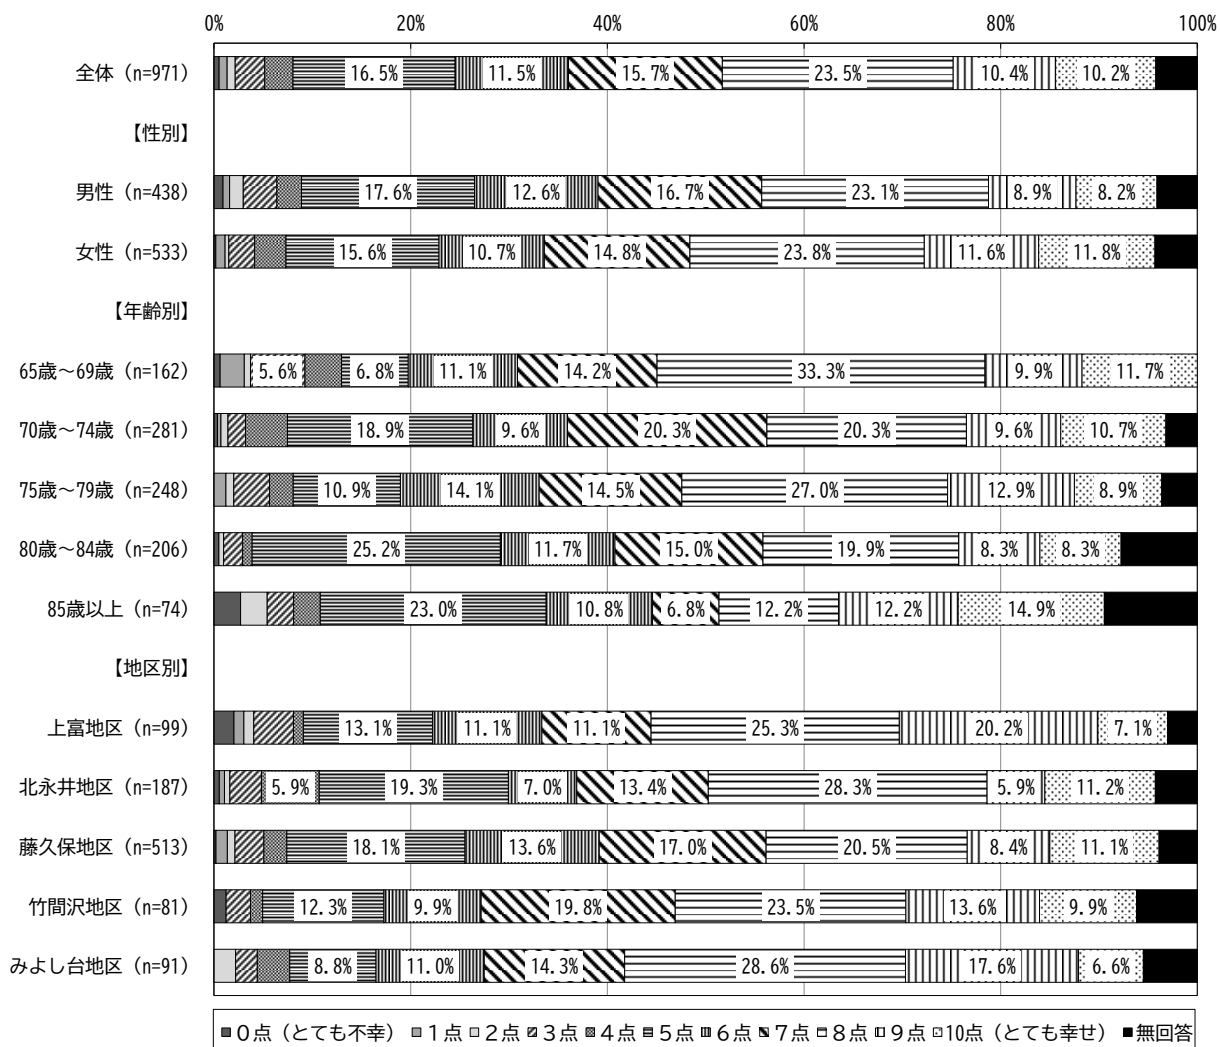 0% 20% 40% 60% 80% 100%
全体（n=971） 16.5% 11.5% 15.7% 23.5% 10.4% 10.2%
【性別】
男性（n=438） 17.6% 12.6% 16.7% 23.1% 8.9% 8.2%
女性（n=533） 15.6% 10.7% 14.8% 23.8% 11.6% 11.8%
【年齢別】
65歳～69歳（n=162） 5.6% 6.8% 11.1% 14.2% 33.3% 9.9% 11.7%
70歳～74歳（n=281） 18.9% 9.6% 20.3% 20.3% 9.6% 10.7%
75歳～79歳（n=248） 10.9% 14.1% 14.5% 27.0% 12.9% 8.9%
80歳～84歳（n=206） 25.2% 11.7% 15.0% 19.9% 8.3% 8.3%
85歳以上（n=74） 23.0% 10.8% 6.8% 12.2% 12.2% 14.9%
【地区別】
上富地区（n=99） 13.1% 11.1% 11.1% 25.3% 20.2% 7.1%
北永井地区（n=187） 5.9% 19.3% 7.0% 13.4% 28.3% 5.9% 11.2%
藤久保地区（n=513） 18.1% 13.6% 17.0% 20.5% 8.4% 11.1%
竹間沢地区（n=81） 12.3% 9.9% 19.8% 23.5% 13.6% 9.9%
みよし台地区（n=91） 8.8% 11.0% 14.3% 28.6% 17.6% 6.6%
０点（とても不幸） １点 ２点 ３点 ４点 ５点 ６点 ７点 ８点 ９点 10点（とても幸せ） 無回答